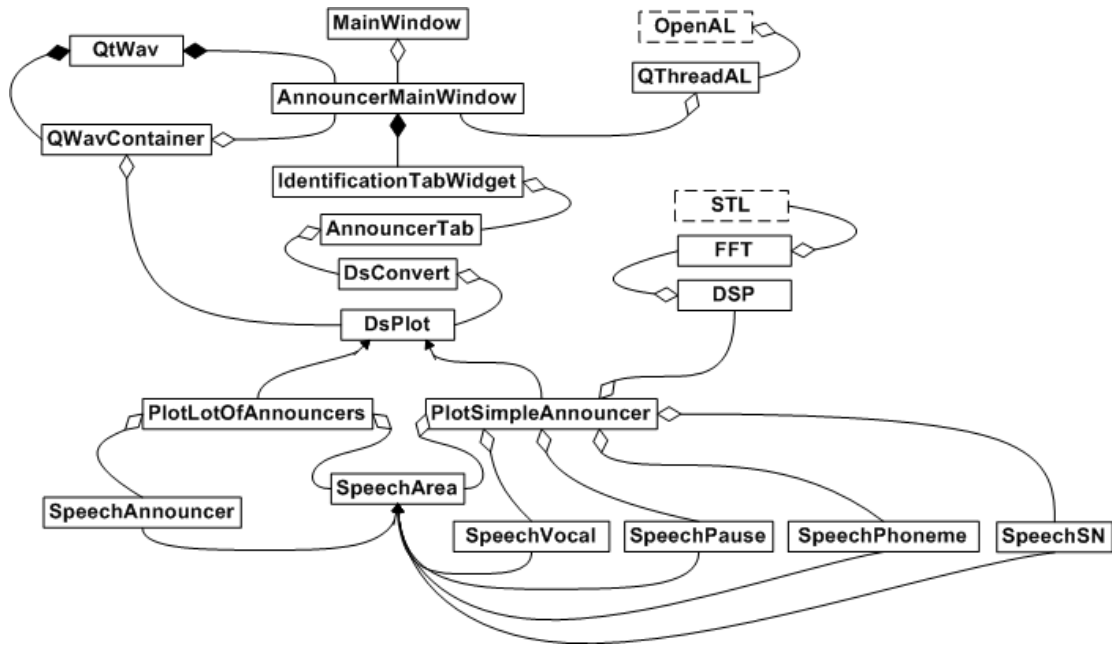 MainWindow
OpenAL
QtWav
QThreadAL
AnnouncerMainWindow
QWavContainer
IdentificationTabWidget
STL
AnnouncerTab
FFT
DsConvert
DSP
DsPlot
PlotLotOfAnnouncers
PlotSimpleAnnouncer
SpeechArea
SpeechAnnouncer
SpeechVocal
SpeechPause
SpeechPhoneme
SpeechSN